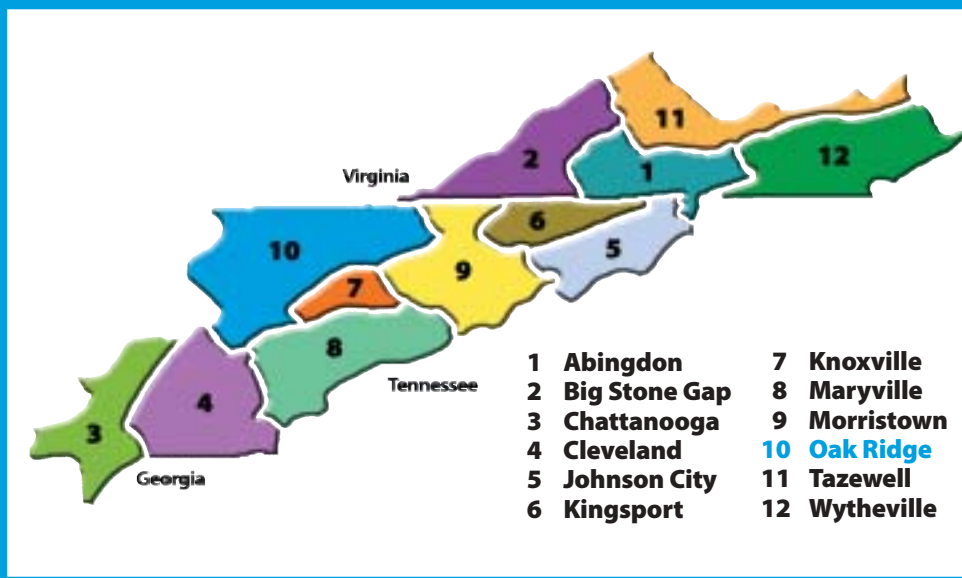 11
2
12
1
Virginia
6
10
5
9
7
8
Tennessee
4
3
Georgia
1 Abingdon
2 Big Stone Gap
3 Chattanooga
4 Cleveland
5 Johnson City
6 Kingsport
7 Knoxville
8 Maryville
9 Morristown
10 Oak Ridge
11 Tazewell
12 Wytheville